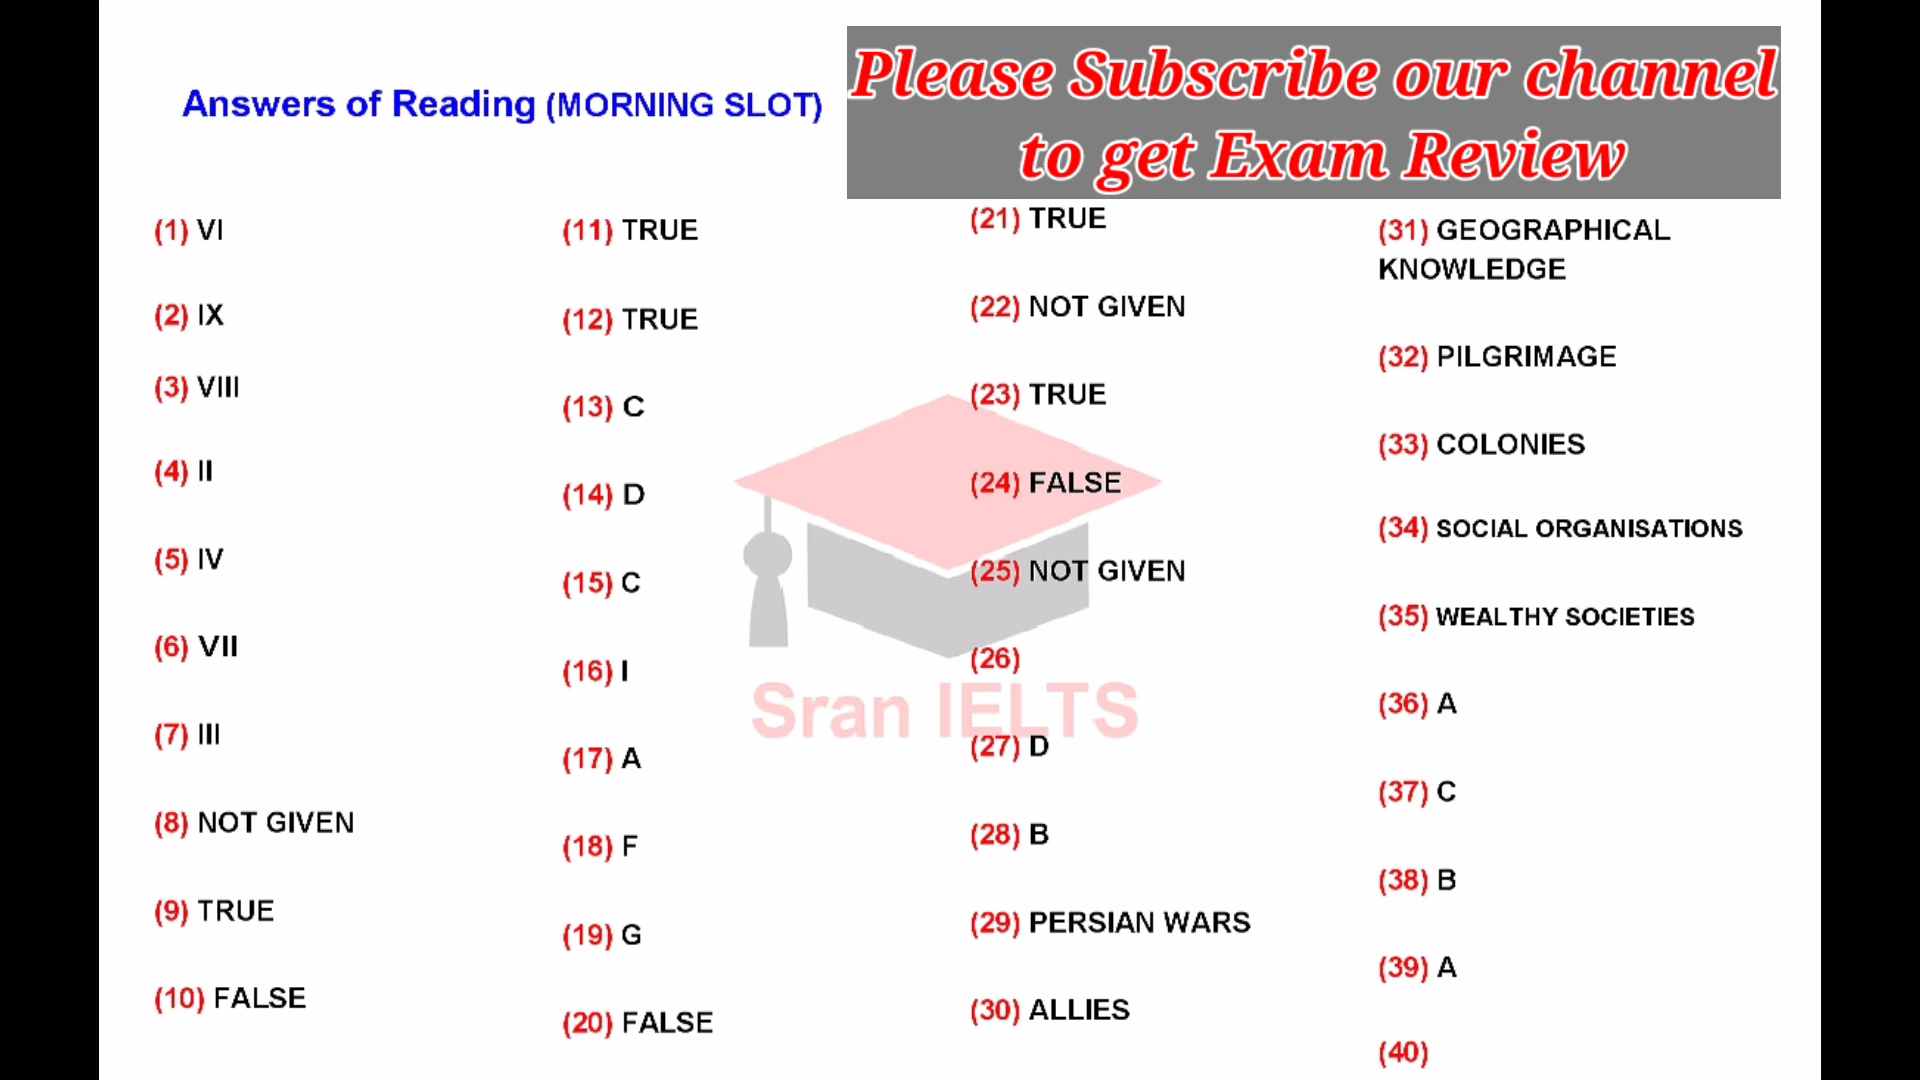 Please Subscribe our channel
to get Exam Review
Answers of Reading (MORNING SLOT)
(1) VI
(2) IX
(3) VIII
(4) II
(5) IV
(6) VII
(7) III
(8) NOT GIVEN
(9) TRUE
(10) FALSE
(11) TRUE
(12) TRUE
(13) C
(14) D
(15) C
(16) I
(17) A
(18) F
(19) G
(20) FALSE
(21) TRUE
(22) NOT GIVEN
(23) TRUE
(24) FALSE
(25) NOT GIVEN
(26)
(27) D
(28) B
(29) PERSIAN WARS
(30) ALLIES
(31) GEOGRAPHICAL
KNOWLEDGE
(32) PILGRIMAGE
(33) COLONIES
(34) SOCIAL ORGANISATIONS
(35) WEALTHY SOCIETIES
(36) A
(37) C
(38) B
(39) A
(40)
Sran IELTS